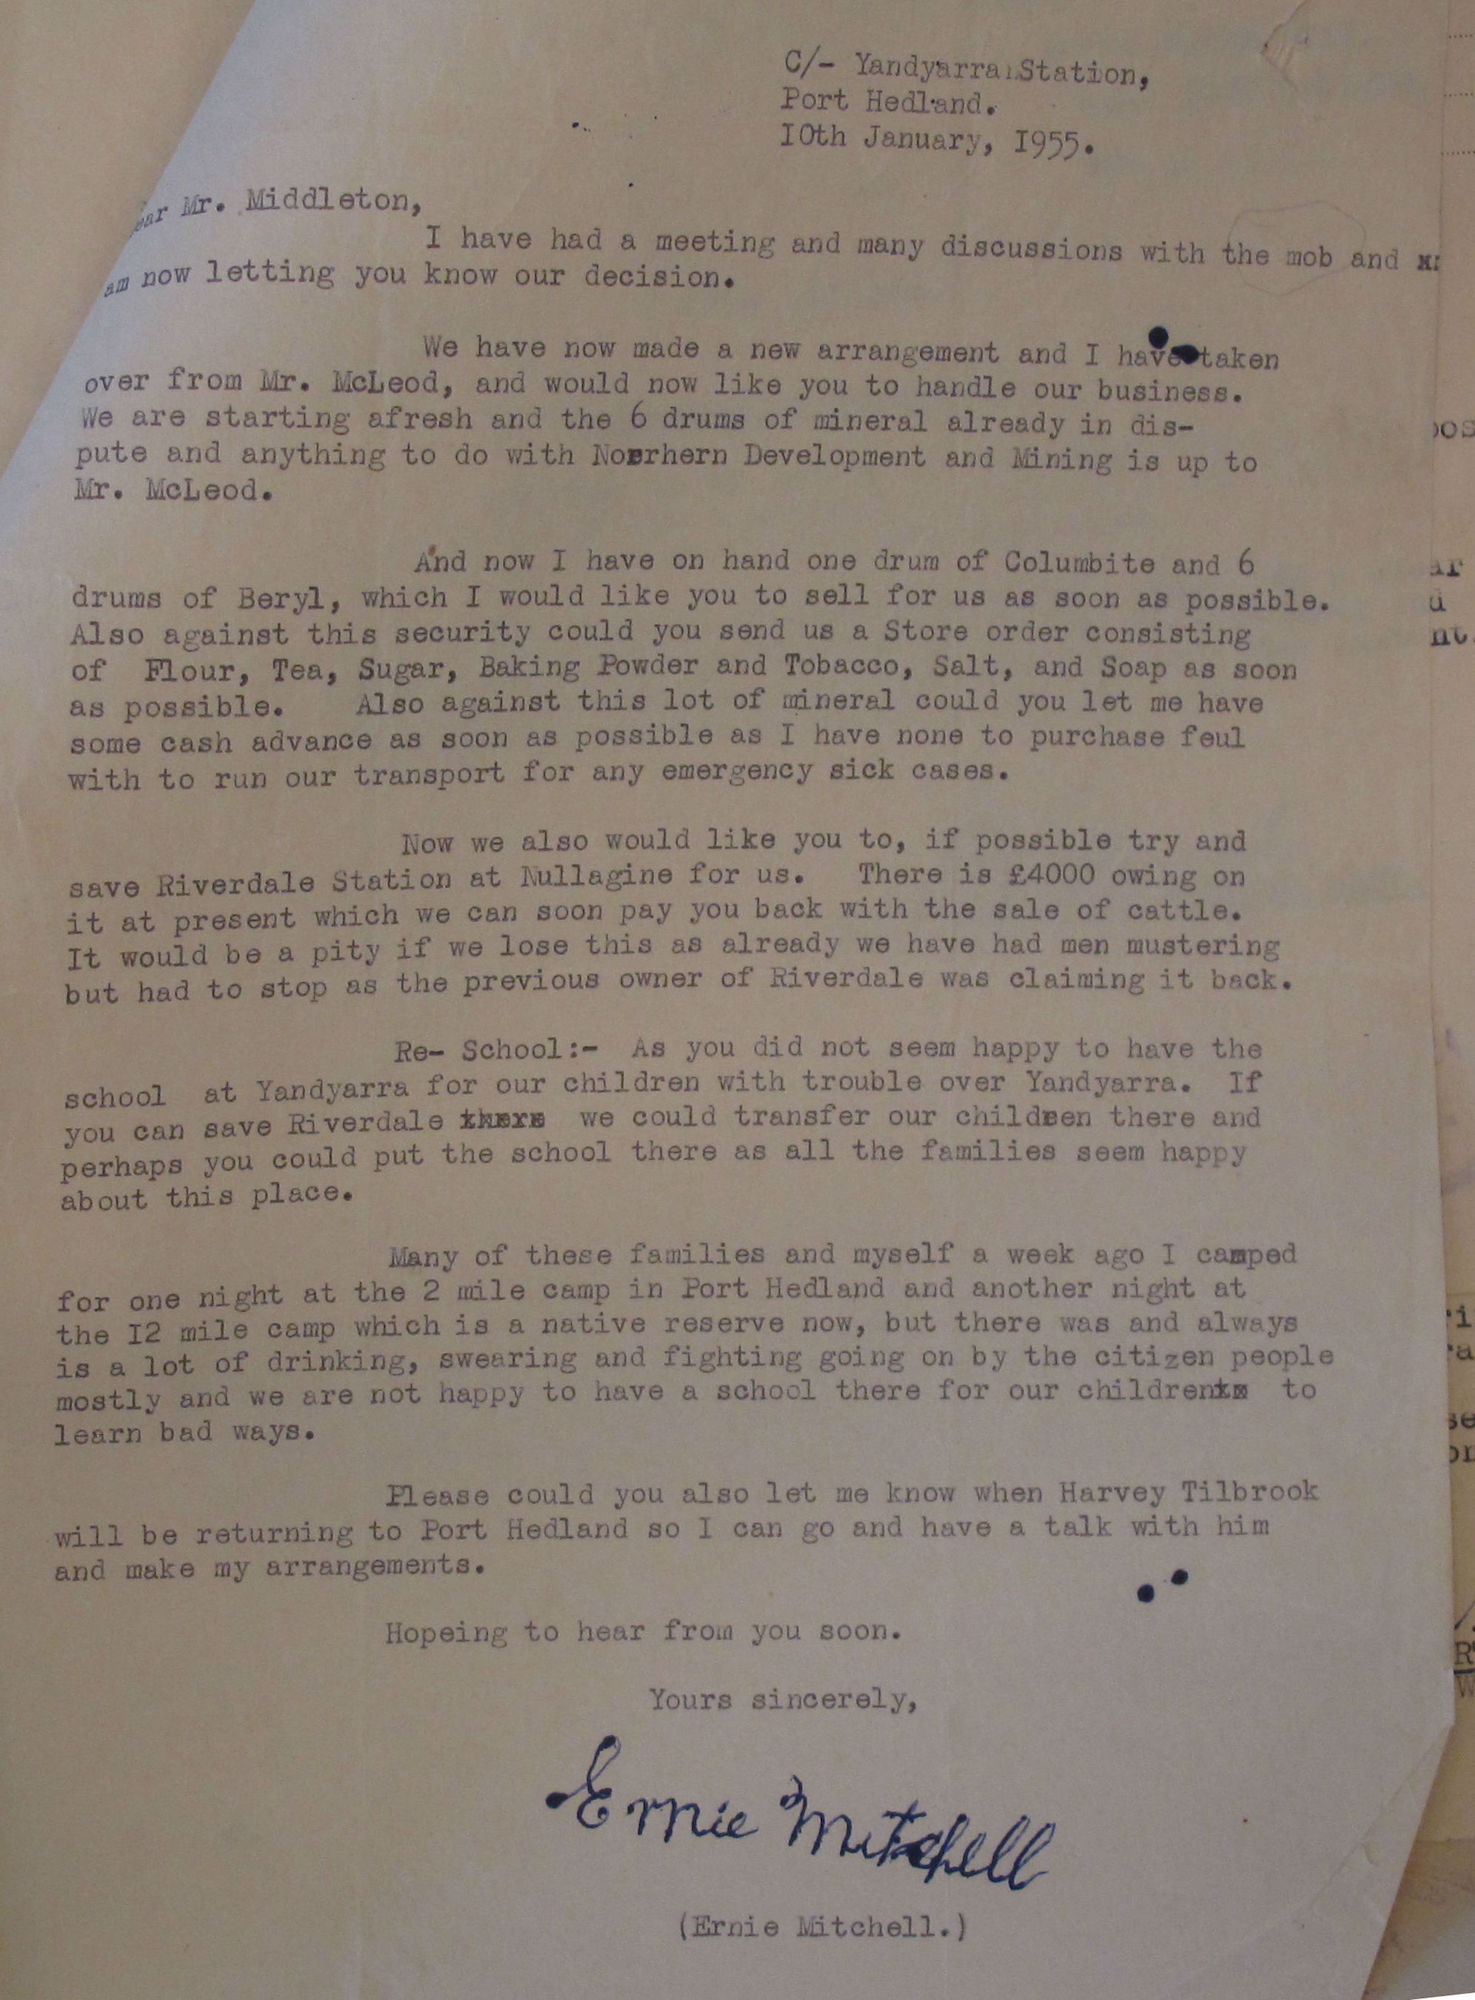 C/- Yandyarra Station,
Port Hedland.
10th January, 1955.
ear Mr. Middleton,
I have had a meeting and many discussions with the mob and
am now letting you know our decision.
We have now made a new arrangement and I have taken
over from Mr. McLeod, and would now like you to handle our business.
We are starting afresh and the 6 drums of mineral already in dis-
pute and anything to do with Norrhern Development and Mining is up to
Mr. McLeod.
And now I have on hand one drum of Columbite and 6
drums of Beryl, which I would like you to sell for us as soon as possible.
Also against this security could you send us a Store order consisting
of Flour, Tea, Sugar, Baking Powder and Tobacco, Salt, and Soap as soon
as possible. Also against this lot of mineral could you let me have
some cash advance as soon as possible as I have none to purchase feul
with to run our transport for any emergency sick cases.
Now we also would like you to, if possible try and
save Riverdale Station at Nullagine for us. There is £4000 owing on
it at present which we can soon pay you back with the sale of cattle.
It would be a pity if we lose this as already we have had men mustering
but had to stop as the previous owner of Riverdale was claiming it back.
Re- School:- As you did not seem happy to have the
school at Yandyarra for our children with trouble over Yandyarra. If
you can save Riverdale we could transfer our children there and
perhaps you could put the school there as all the families seem happy
about this place.
Many of these families and myself a week ago I camped
for one night at the 2 mile camp in Port Hedland and another night at
the 12 mile camp which is a native reserve now, but there was and always
is a lot of drinking, swearing and fighting going on by the citizen people
mostly and we are not happy to have a school there for our children to
learn bad ways.
Please could you also let me know when Harvey Tilbrook
will be returning to Port Hedland so I can go and have a talk with him
and make my arrangements.
Hopeing to hear from you soon.
Yours sincerely,
Ernie Mitchell
(Ernie Mitchell.)